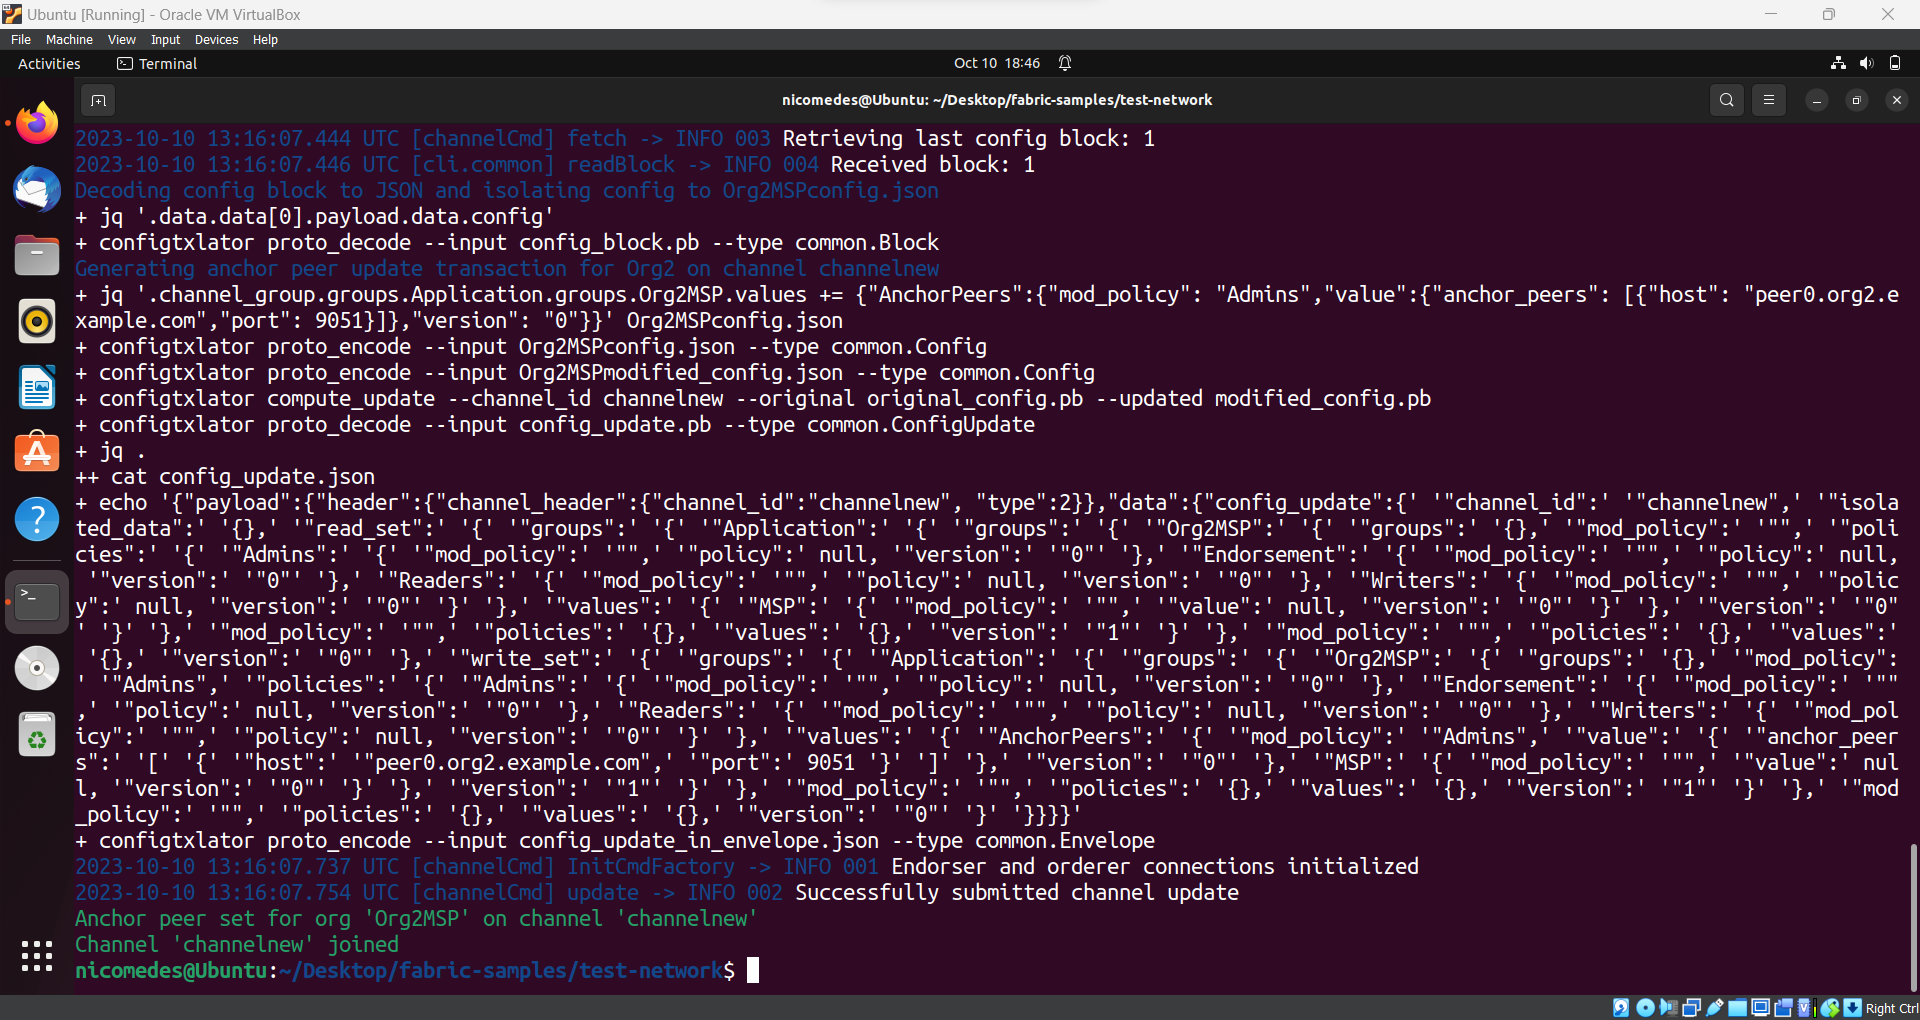 Ubuntu [Running] - Oracle VM VirtualBox
File Machine View Input Devices Help
Activities Terminal Oct 10 18:46
nicomedes@Ubuntu: ~/Desktop/fabric-samples/test-network
2023-10-10 13:16:07.444 UTC [channelCmd] fetch -> INFO 003 Retrieving last config block: 1
2023-10-10 13:16:07.446 UTC [cli.common] readBlock -> INFO 004 Received block: 1
Decoding config block to JSON and isolating config to Org2MSPconfig.json
+ jq '.data.data[0].payload.data.config'
+ configtxlator proto_decode --input config_block.pb --type common.Block
Generating anchor peer update transaction for Org2 on channel channelnew
+ jq '.channel_group.groups.Application.groups.Org2MSP.values += {"AnchorPeers":{"mod_policy": "Admins","value":{"anchor_peers": [{"host": "peer0.org2.e
xample.com","port": 9051}]},"version": "0"}}' Org2MSPconfig.json
+ configtxlator proto_encode --input Org2MSPconfig.json --type common.Config
+ configtxlator proto_encode --input Org2MSPmodified_config.json --type common.Config
+ configtxlator compute_update --channel_id channelnew --original original_config.pb --updated modified_config.pb
+ configtxlator proto_decode --input config_update.pb --type common.ConfigUpdate
+ jq .
++ cat config_update.json
+ echo '{"payload":{"header":{"channel_header":{"channel_id":"channelnew", "type":2}},"data":{"config_update":{' '"channel_id":' '"channelnew",' '"isola
ted_data":' '{},' '"read_set":' '{' '"groups":' '{' '"Application":' '{' '"groups":' '{' '"Org2MSP":' '{' '"groups":' '{},' '"mod_policy":' '"",' '"poli
cies":' '{' '"Admins":' '{' '"mod_policy":' '"",' '"policy":' null, '"version":' '"0"' '},' '"Endorsement":' '{' '"mod_policy":' '"",' '"policy":' null,
 '"version":' '"0"' '},' '"Readers":' '{' '"mod_policy":' '"",' '"policy":' null, '"version":' '"0"' '},' '"Writers":' '{' '"mod_policy":' '"",' '"polic
y":' null, '"version":' '"0"' '}' '},' '"values":' '{' '"MSP":' '{' '"mod_policy":' '"",' '"value":' null, '"version":' '"0"' '}' '},' '"version":' '"0"
' '}' '},' '"mod_policy":' '"",' '"policies":' '{},' '"values":' '{},' '"version":' '"1"' '}' '},' '"mod_policy":' '"",' '"policies":' '{},' '"values":'
 '{},' '"version":' '"0"' '},' '"write_set":' '{' '"groups":' '{' '"Application":' '{' '"groups":' '{' '"Org2MSP":' '{' '"groups":' '{},' '"mod_policy":
' '"Admins",' '"policies":' '{' '"Admins":' '{' '"mod_policy":' '"",' '"policy":' null, '"version":' '"0"' '},' '"Endorsement":' '{' '"mod_policy":' '""
,' '"policy":' null, '"version":' '"0"' '},' '"Readers":' '{' '"mod_policy":' '"",' '"policy":' null, '"version":' '"0"' '},' '"Writers":' '{' '"mod_pol
icy":' '"",' '"policy":' null, '"version":' '"0"' '}' '},' '"values":' '{' '"AnchorPeers":' '{' '"mod_policy":' '"Admins",' '"value":' '{' '"anchor_peer
s":' '[' '{' '"host":' '"peer0.org2.example.com",' '"port":' 9051 '}' ']' '},' '"version":' '"0"' '},' '"MSP":' '{' '"mod_policy":' '"",' '"value":' nul
l, '"version":' '"0"' '}' '},' '"version":' '"1"' '}' '},' '"mod_policy":' '"",' '"policies":' '{},' '"values":' '{},' '"version":' '"1"' '}' '},' '"mod
_policy":' '"",' '"policies":' '{},' '"values":' '{},' '"version":' '"0"' '}' '}}}}'
+ configtxlator proto_encode --input config_update_in_envelope.json --type common.Envelope
2023-10-10 13:16:07.737 UTC [channelCmd] InitCmdFactory -> INFO 001 Endorser and orderer connections initialized
2023-10-10 13:16:07.754 UTC [channelCmd] update -> INFO 002 Successfully submitted channel update
Anchor peer set for org 'Org2MSP' on channel 'channelnew'
Channel 'channelnew' joined
nicomedes@Ubuntu:~/Desktop/fabric-samples/test-network$
Right Ctrl